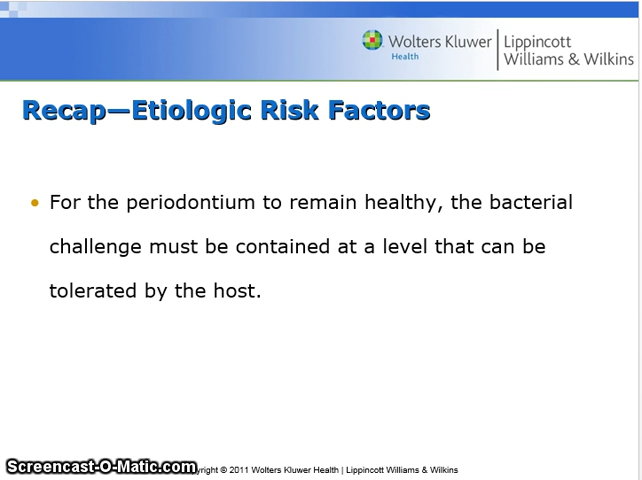 Wolters Kluwer
Health
Lippincott
Williams & Wilkins
Recap—Etiologic Risk Factors
• For the periodontium to remain healthy, the bacterial
challenge must be contained at a level that can be
tolerated by the host.
Screencast-O-Matic.com
yright © 2011 Wolters Kluwer Health | Lippincott Williams & Wilkins